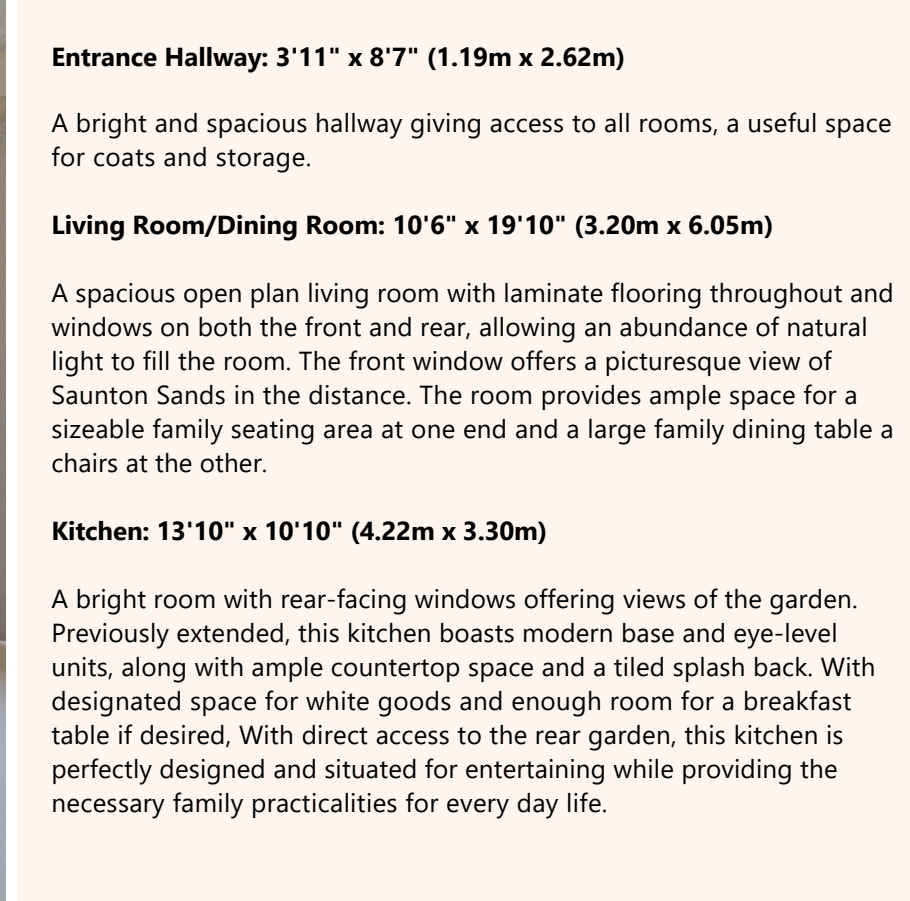 Entrance Hallway: 3'11" x 8'7" (1.19m x 2.62m)
A bright and spacious hallway giving access to all rooms, a useful space
for coats and storage.
Living Room/Dining Room: 10'6" x 19'10" (3.20m x 6.05m)
A spacious open plan living room with laminate flooring throughout and
windows on both the front and rear, allowing an abundance of natural
light to fill the room. The front window offers a picturesque view of
Saunton Sands in the distance. The room provides ample space for a
sizeable family seating area at one end and a large family dining table a
chairs at the other.
Kitchen: 13'10" x 10'10" (4.22m x 3.30m)
A bright room with rear-facing windows offering views of the garden.
Previously extended, this kitchen boasts modern base and eye-level
units, along with ample countertop space and a tiled splash back. With
designated space for white goods and enough room for a breakfast
table if desired, With direct access to the rear garden, this kitchen is
perfectly designed and situated for entertaining while providing the
necessary family practicalities for every day life.